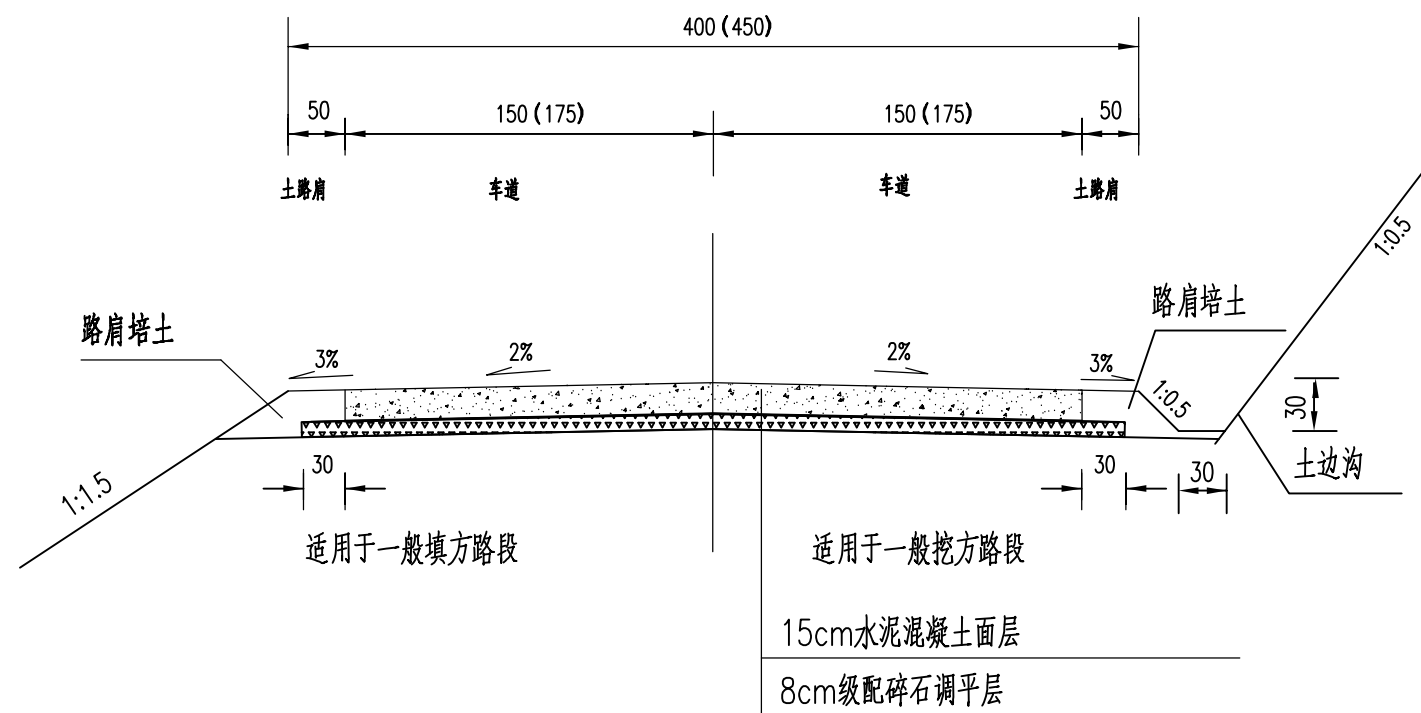 400(450)
50
150(175)
150(175)
50
土路肩
车道
车道
土路肩
1:0.5
路肩培土
路肩培土
3%
2%
2%
3%
1:0.5
30
土边沟
1:1.5
30
30
30
适用于一般填方路段
适用于一般挖方路段
15cm水泥混凝土面层
8cm级配碎石调平层